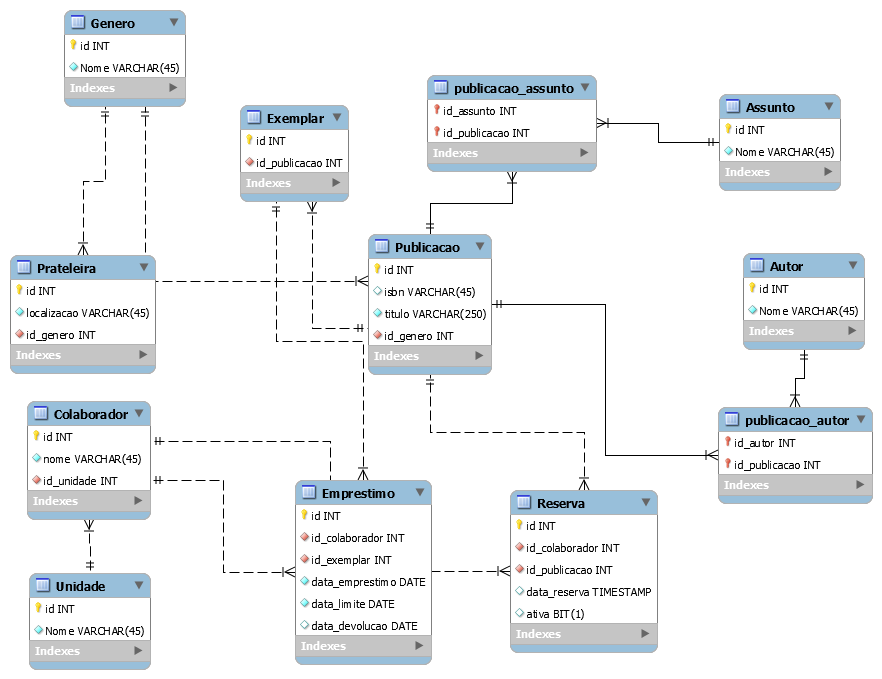 Genero
id INT
Nome VARCHAR(45)
Indexes
Exemplar
id INT
id_publicacao INT
Indexes
publicacao_assunto
id_assunto INT
id_publicacao INT
Indexes
Assunto
id INT
Nome VARCHAR(45)
Indexes
Prateleira
id INT
localizacao VARCHAR(45)
id_genero INT
Indexes
Publicacao
id INT
isbn VARCHAR(45)
titulo VARCHAR(250)
id_genero INT
Indexes
Autor
id INT
Nome VARCHAR(45)
Indexes
Colaborador
id INT
nome VARCHAR(45)
id_unidade INT
Indexes
publicacao_autor
id_autor INT
id_publicacao INT
Indexes
Emprestimo
id INT
id_colaborador INT
id_exemplar INT
data_emprestimo DATE
data_limite DATE
data_devolucao DATE
Indexes
Reserva
id INT
id_colaborador INT
id_publicacao INT
data_reserva TIMESTAMP
ativa BIT(1)
Indexes
Unidade
id INT
Nome VARCHAR(45)
Indexes